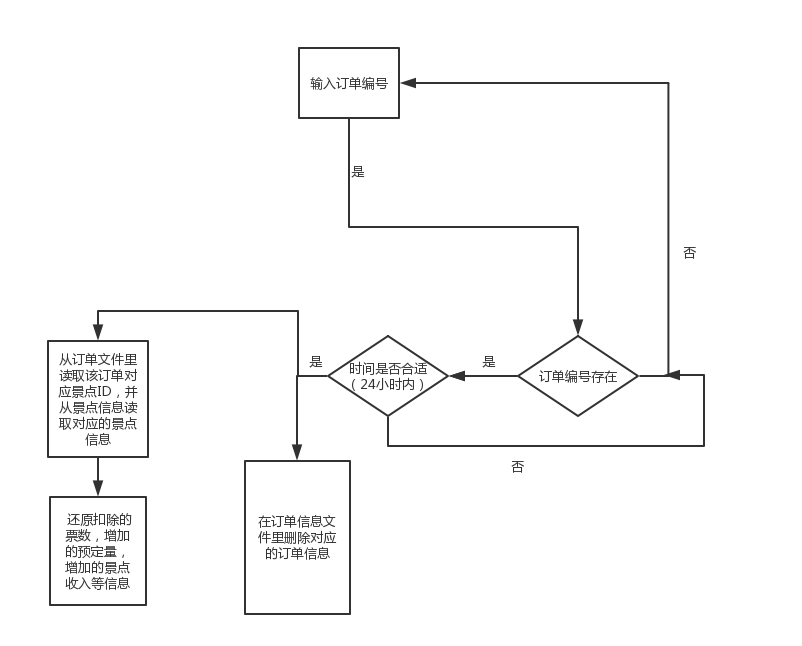 输入订单编号
是
否
从订单文件里
读取该订单对
应景点ID，并
从景点信息读
取对应的景点
信息
是
时间是否合适
（24小时内）
是
订单编号存在
否
还原扣除的
票数，增加
的预定量，
增加的景点
收入等信息
在订单信息文
件里删除对应
的订单信息